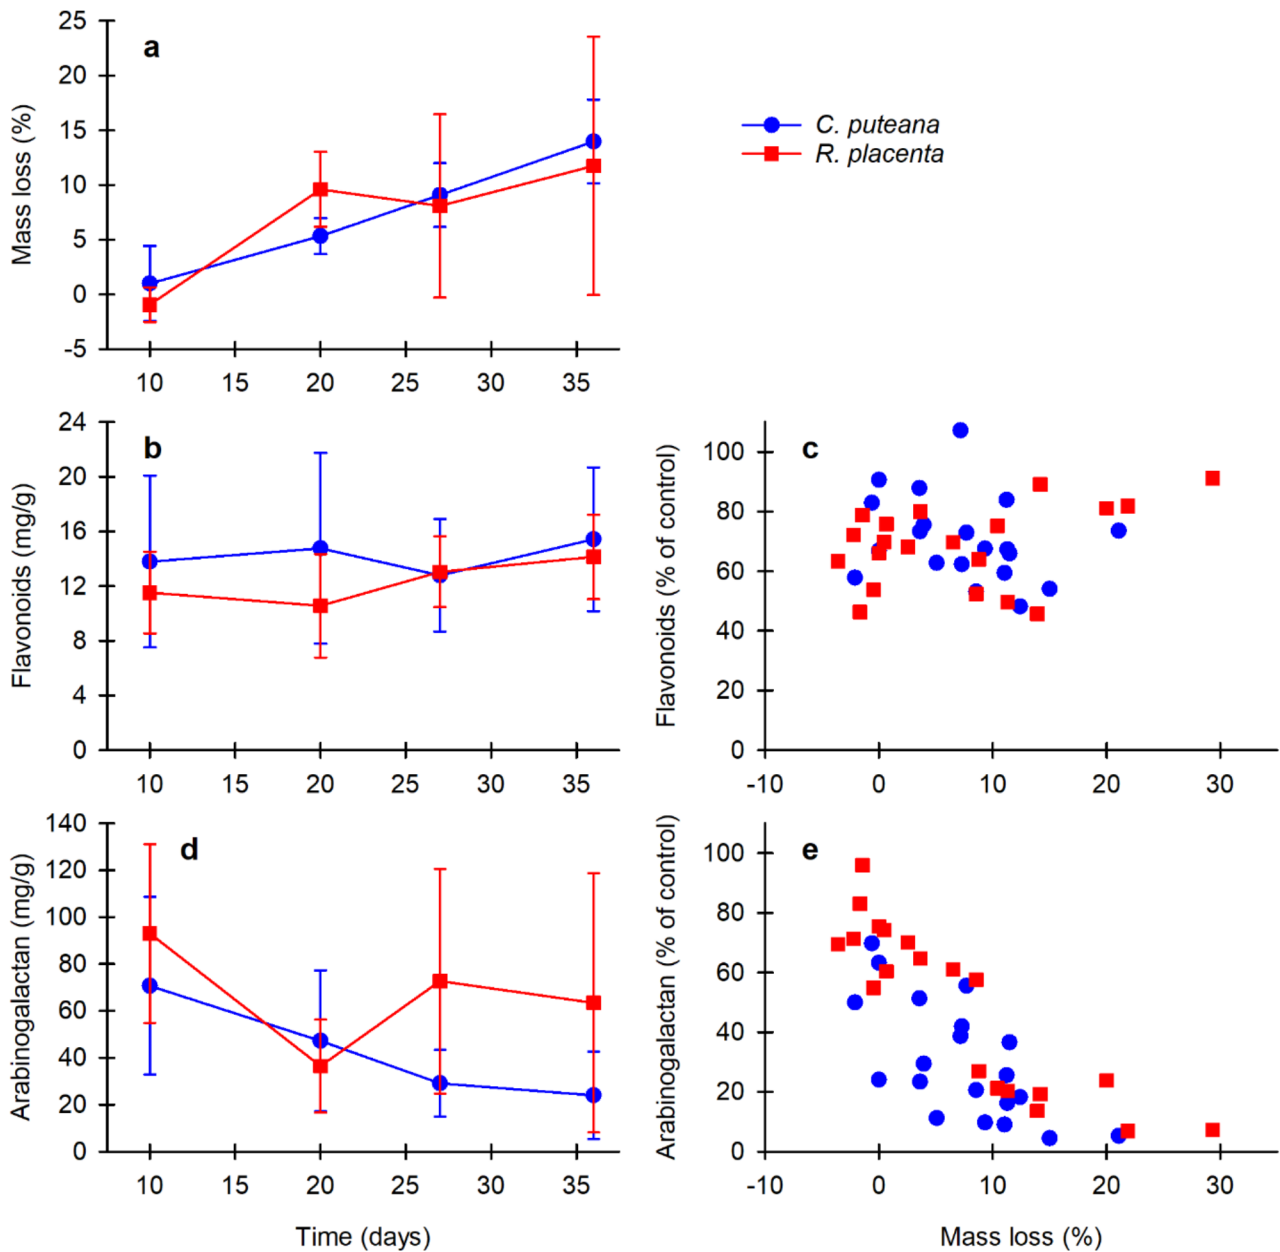 25
20
15
10
5
0
-5
Mass loss (%)
a
10 15 20 25 30 35
C. puteana
R. placenta
24
20
16
12
8
4
0
Flavonoids (mg/g)
b
10 15 20 25 30 35
100
80
60
40
20
0
Flavonoids (% of control)
c
-10 0 10 20 30
140
120
100
80
60
40
20
0
Arabinogalactan (mg/g)
d
10 15 20 25 30 35
Time (days)
100
80
60
40
20
0
Arabinogalactan (% of control)
e
-10 0 10 20 30
Mass loss (%)